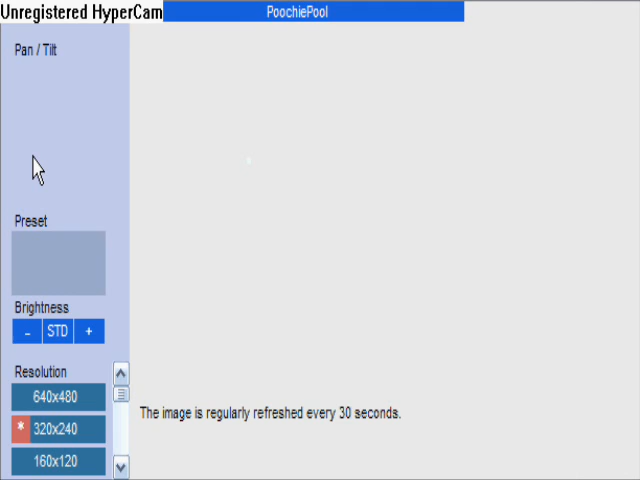 Unregistered HyperCam
PoochiePool
Pan / Tilt
Preset
Brightness
- STD +
Resolution
640x480
* 320x240
160x120
The image is regularly refreshed every 30 seconds.